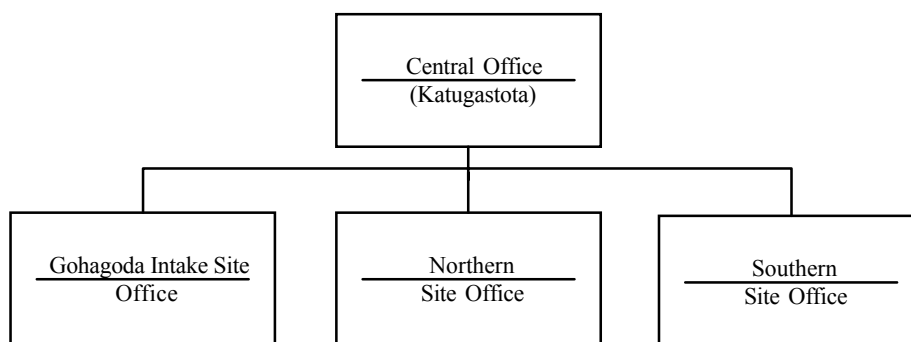 Central Office
(Katugastota)
Gohagoda Intake Site
Office
Northern
Site Office
Southern
Site Office